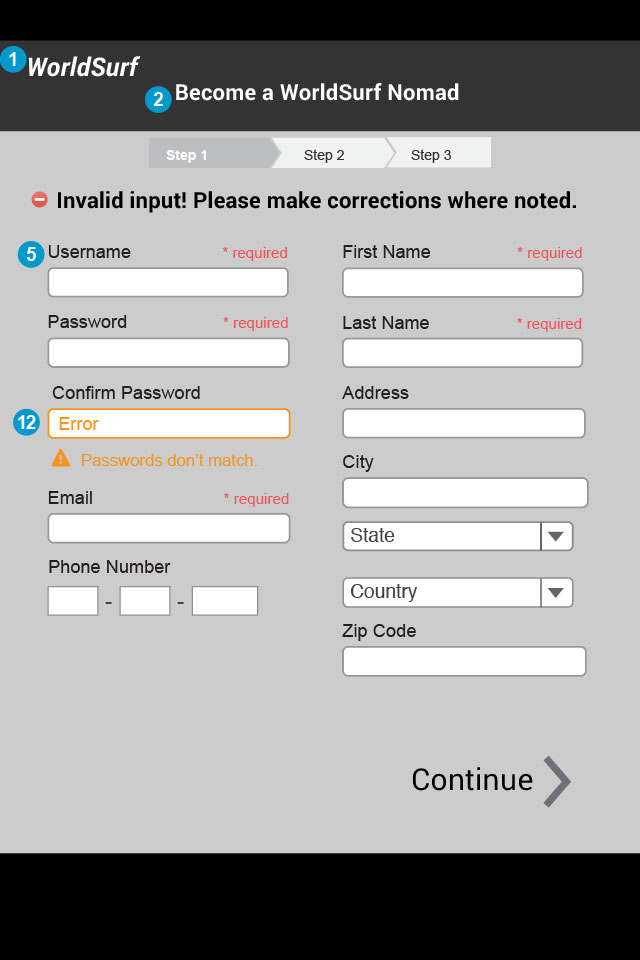 1
WorldSurf
2 Become a WorldSurf Nomad
Step 1 Step 2 Step 3
Invalid input! Please make corrections where noted.
5 Username * required
First Name * required
Password * required
Last Name * required
Confirm Password
Address
12 Error
Passwords don't match.
City
Email * required
State
Phone Number
- -
Country
Zip Code
Continue